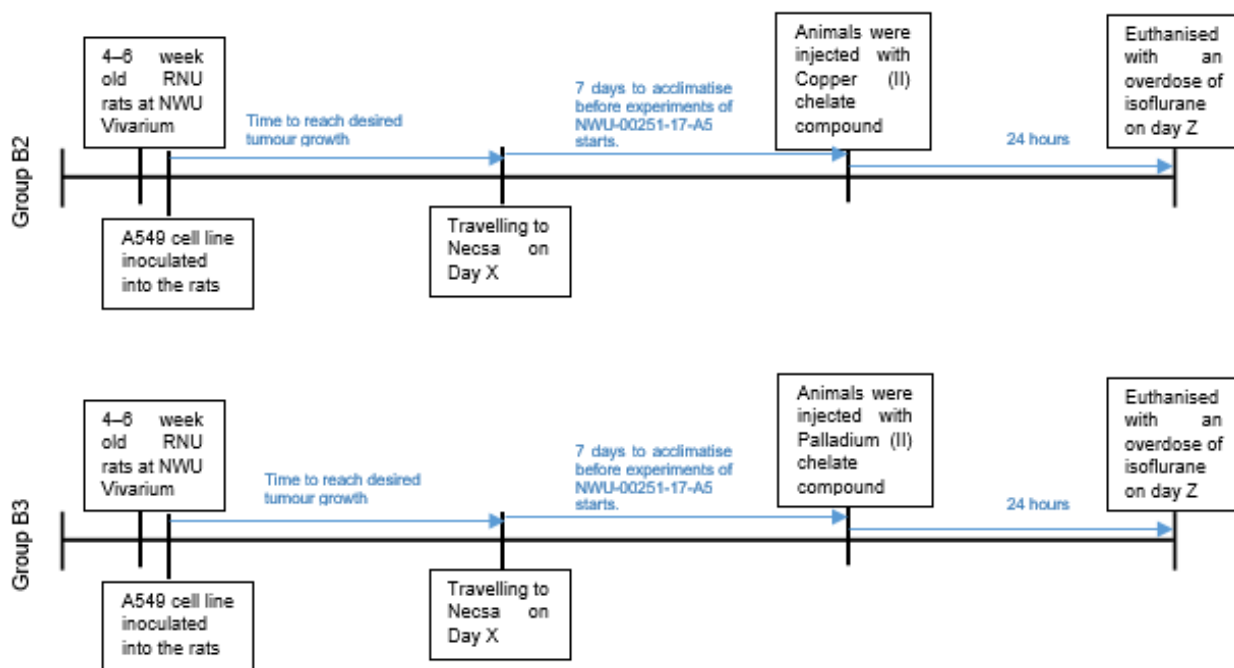 Group B2
4–6 week
old RNU
rats at NWU
Vivarium
A549 cell line
inoculated
into the rats
Time to reach desired
tumour growth
Travelling to
Necsa on
Day X
7 days to acclimatise
before experiments of
NWU-00251-17-A5
starts.
Animals were
injected with
Copper (II)
chelate
compound
24 hours
Euthanised
with an
overdose of
isoflurane
on day Z
Group B3
4–6 week
old RNU
rats at NWU
Vivarium
A549 cell line
inoculated
into the rats
Time to reach desired
tumour growth
Travelling to
Necsa on
Day X
7 days to acclimatise
before experiments of
NWU-00251-17-A5
starts.
Animals were
injected with
Palladium (II)
chelate
compound
24 hours
Euthanised
with an
overdose of
isoflurane
on day Z